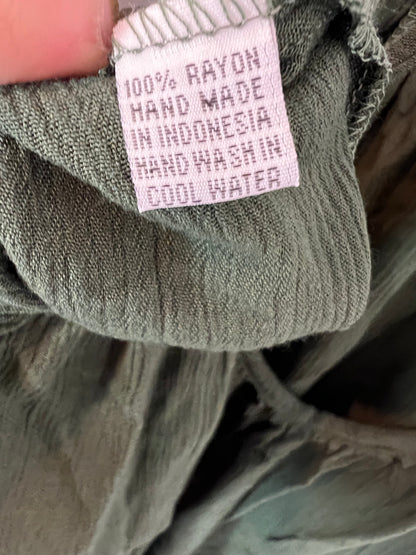 100% RAYON
HAND MADE
IN INDONESIA
HAND WASH IN
COOL WATER